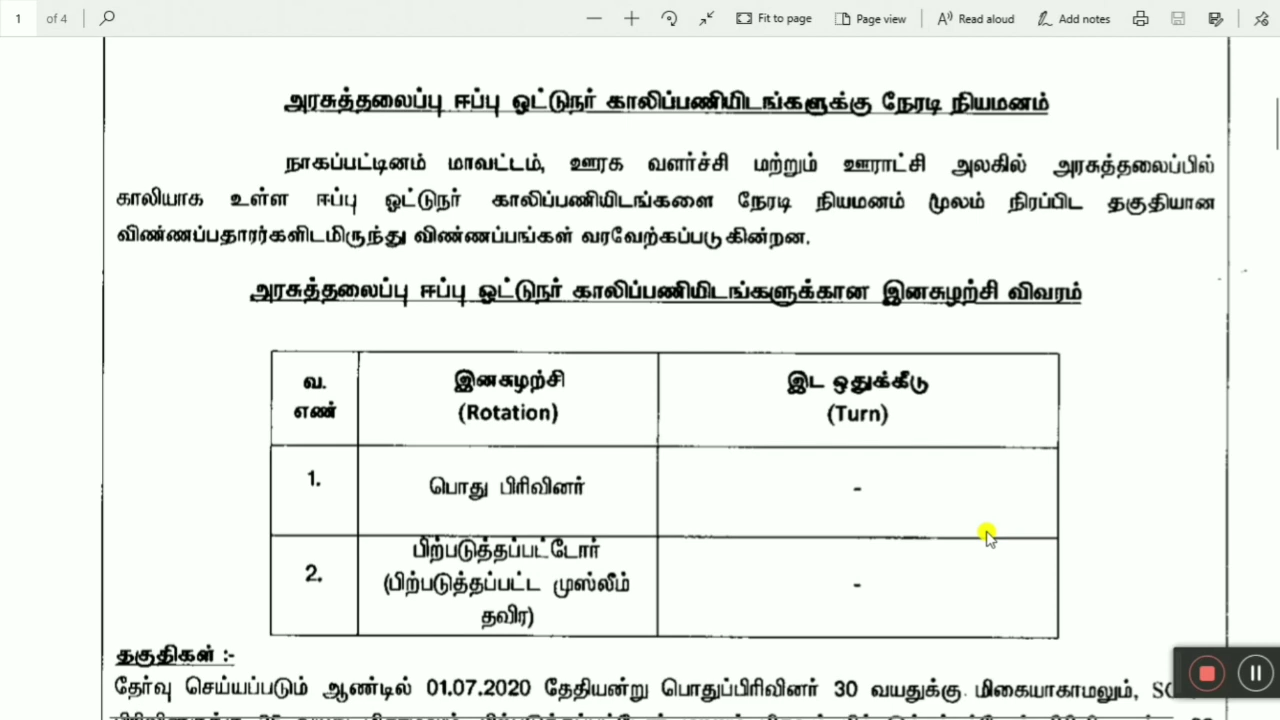 1 of 4 Fit to page Page view Read aloud Add notes
அரசுத்தலைப்பு ஈப்பு ஓட்டுநர் காலிப்பணியிடங்களுக்கு நேரடி நியமனம்
நாகப்பட்டினம் மாவட்டம், ஊரக வளர்ச்சி மற்றும் ஊராட்சி அலகில் அரசுத்தலைப்பில்
காலியாக உள்ள ஈப்பு ஓட்டுநர் காலிப்பணியிடங்களை நேரடி நியமனம் மூலம் நிரப்பிட தகுதியான
விண்ணப்பதாரர்களிடமிருந்து விண்ணப்பங்கள் வரவேற்கப்படுகின்றன.
அரசுத்தலைப்பு ஈப்பு ஓட்டுநர் காலிப்பணியிடங்களுக்கான இனசுழற்சி விவரம்
வ. எண்
இனசுழற்சி (Rotation)
இட ஒதுக்கீடு (Turn)
1. பொது பிரிவினர் -
2. பிற்படுத்தப்பட்டோர் (பிற்படுத்தப்பட்ட முஸ்லீம் தவிர) -
தகுதிகள் :-
தேர்வு செய்யப்படும் ஆண்டில் 01.07.2020 தேதியன்று பொதுப்பிரிவினர் 30 வயதுக்கு மிகையாகாமலும்,